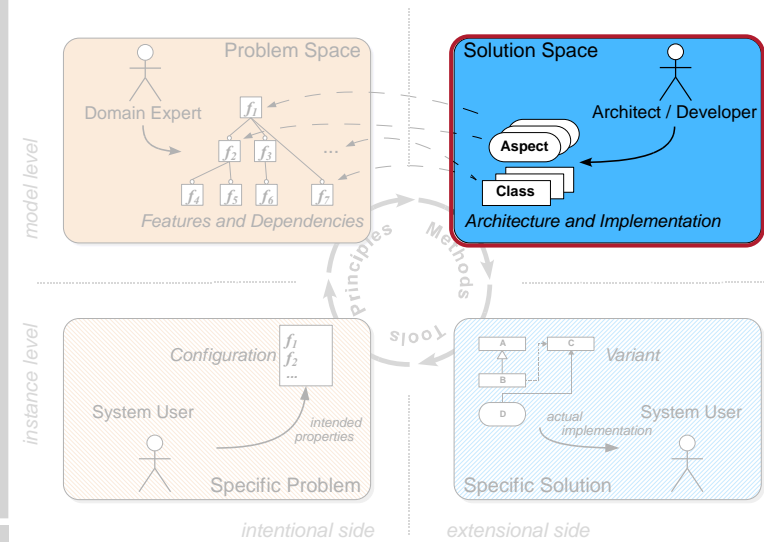 Problem Space
Domain Expert
f1
f2
f3
...
f4
f5
f6
f7
Features and Dependencies
Solution Space
Architect / Developer
Aspect
Class
Architecture and Implementation
model level
Principles
Methods
Tools
instance level
Configuration
f1
f2
...
System User
intended
properties
Specific Problem
A
C
B
D
Variant
actual
implementation
System User
Specific Solution
intentional side
extensional side